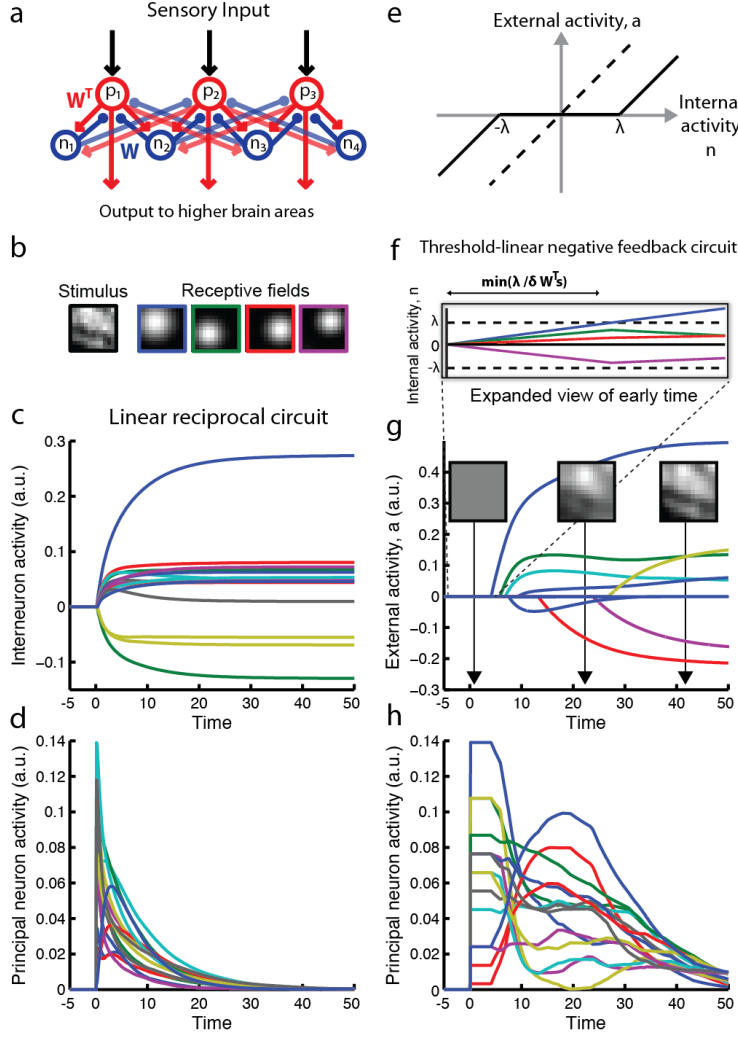 a
Sensory Input
p1
p2
p3
W^T
W
n1
n2
n3
n4
Output to higher brain areas
b
Stimulus
Receptive fields
c
Linear reciprocal circuit
Interneuron activity (a.u.)
0.3
0.2
0.1
0
−0.1
-5
0
10
20
30
40
50
Time
d
Principal neuron activity (a.u.)
0.14
0.12
0.1
0.08
0.06
0.04
0.02
0
-5
0
10
20
30
40
50
Time
e
External activity, a
Internal
activity
n
-λ
λ
f
Threshold-linear negative feedback circuit
min(λ /δ W^Ts)
Internal activity, n
λ
0
-λ
Expanded view of early time
g
External activity, a (a.u.)
0.4
0.3
0.2
0.1
0
−0.1
−0.2
−0.3
-5
0
10
20
30
40
50
Time
h
Principal neuron activity (a.u.)
0.14
0.12
0.1
0.08
0.06
0.04
0.02
0
-5
0
10
20
30
40
50
Time